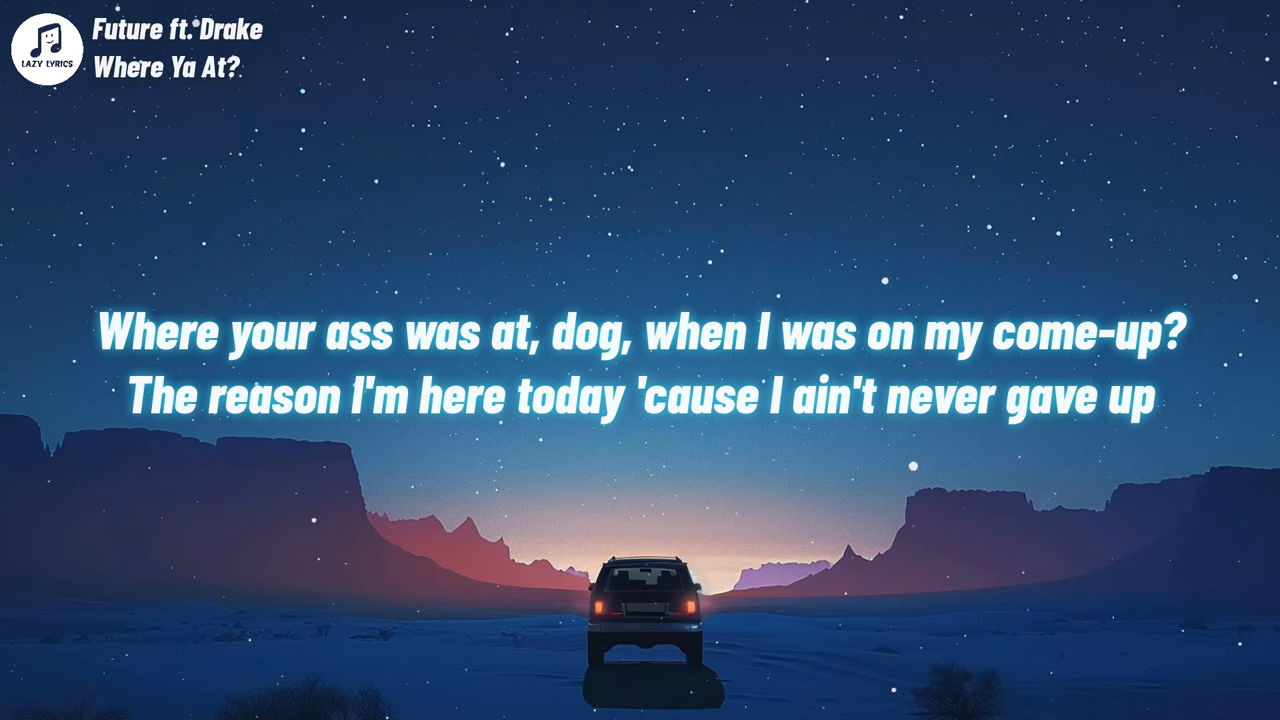 LAZY LYRICS
Future ft. Drake
Where Ya At?
Where your ass was at, dog, when I was on my come-up?
The reason I'm here today 'cause I ain't never gave up